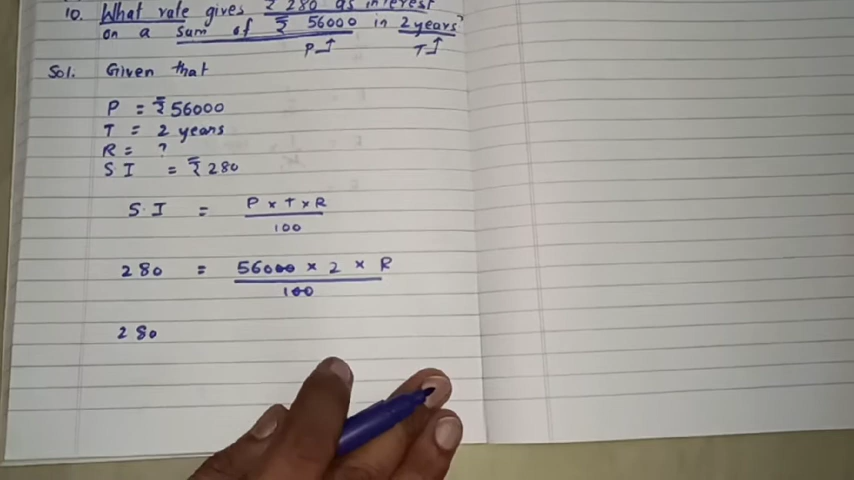 10. What rate gives ₹ 280 as interest
on a sum of ₹ 56000 in 2 years?
P T
Sol. Given that
P = ₹ 56000
T = 2 years
R = ?
S I = ₹ 280
S.I = P × T × R
100
280 = 56000 × 2 × R
100
280